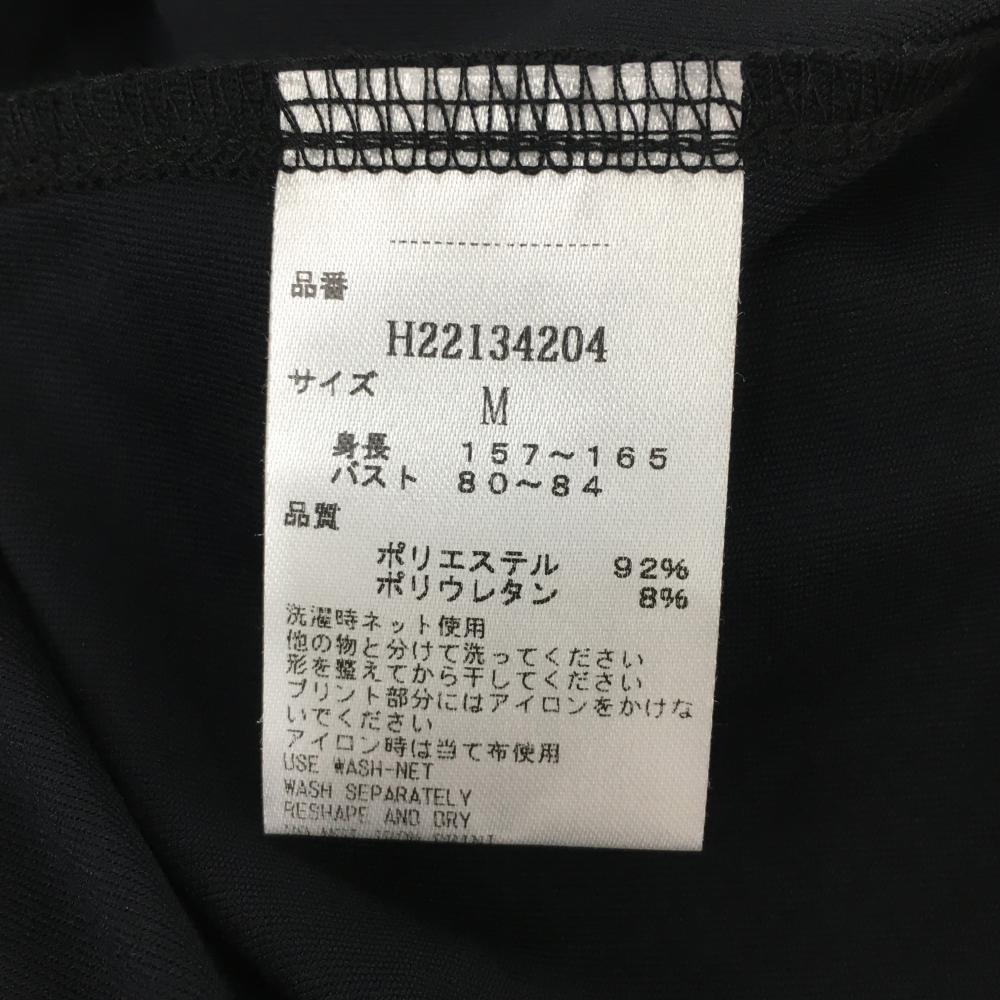 品番
H22134204
サイズ
M
身長 157～165
バスト 80～84
品質
ポリエステル 92%
ポリウレタン 8%
洗濯時ネット使用
他の物と分けて洗ってください
形を整えてから干してください
プリント部分にはアイロンをかけな
いでください
アイロン時は当て布使用
USE WASH-NET
WASH SEPARATELY
RESHAPE AND DRY